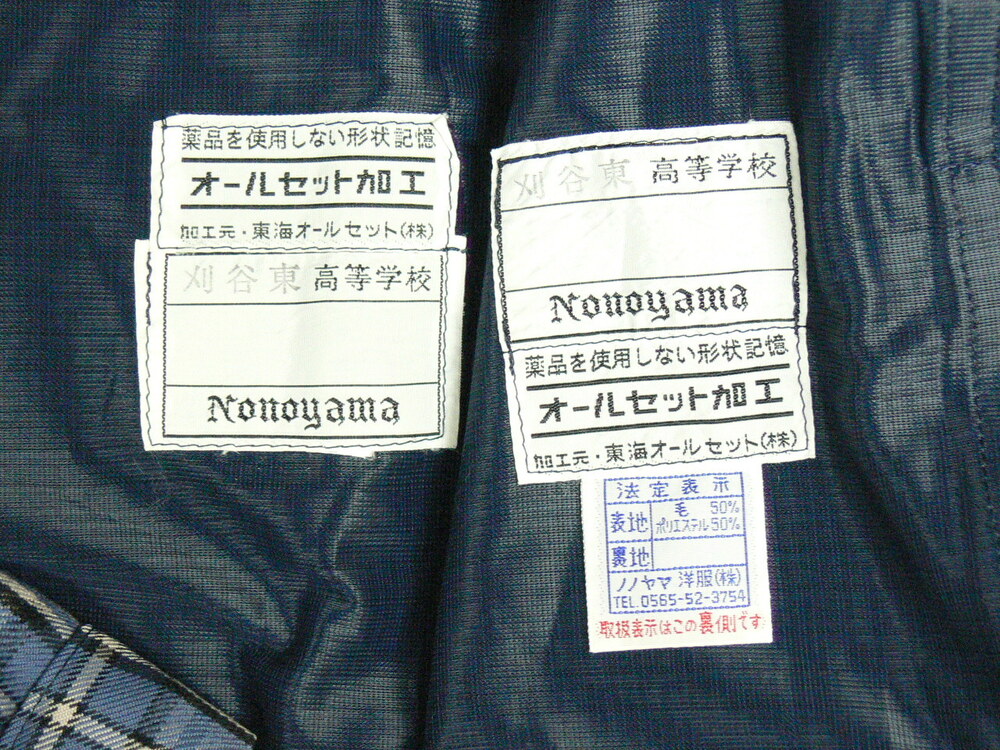 薬品を使用しない形状記憶
オールセット加工
加工元・東海オールセット(株)
刈谷東 高等学校
Nonoyama
刈谷東 高等学校
Nonoyama
薬品を使用しない形状記憶
オールセット加工
加工元・東海オールセット(株)
法定表示
表地 毛 50%
ポリエステル50%
裏地
ノノヤマ 洋服(株)
TEL.0565-52-3754
取扱表示はこの裏側です